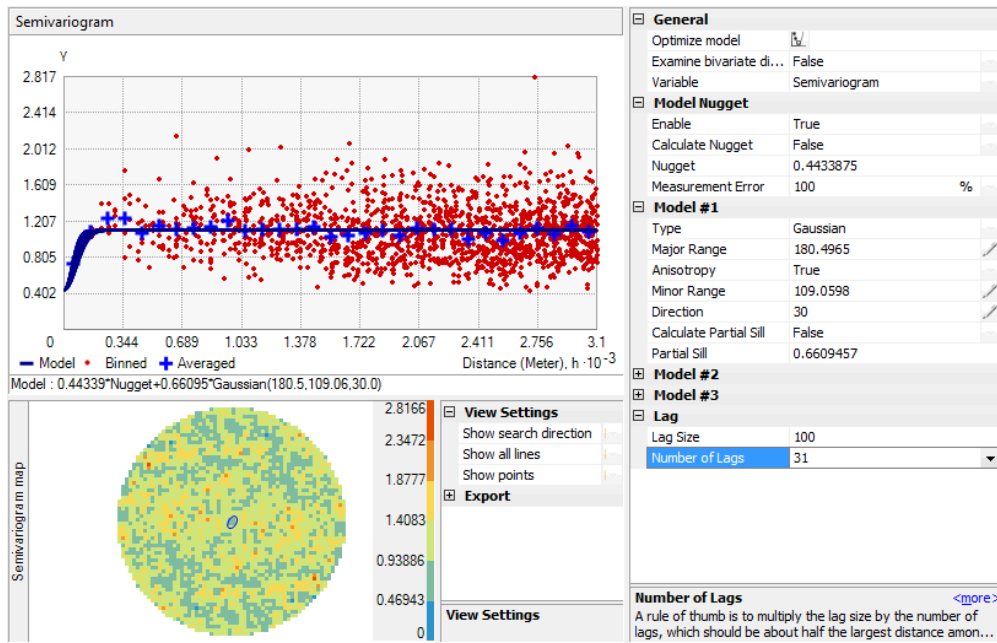 Semivariogram
γ
2.817
2.414
2.012
1.609
1.207
0.805
0.402
0 0.344 0.689 1.033 1.378 1.722 2.067 2.411 2.756 3.1
Model Binned Averaged Distance (Meter), h ·10⁻³
Model : 0.44339*Nugget+0.66095*Gaussian(180.5,109.06,30.0)
Semivariogram map
2.8166
2.3472
1.8777
1.4083
0.93886
0.46943
0
View Settings
Show search direction
Show all lines
Show points
Export
View Settings
General
Optimize model
Examine bivariate di... False
Variable Semivariogram
Model Nugget
Enable True
Calculate Nugget False
Nugget 0.4433875
Measurement Error 100 %
Model #1
Type Gaussian
Major Range 180.4965
Anisotropy True
Minor Range 109.0598
Direction 30
Calculate Partial Sill False
Partial Sill 0.6609457
Model #2
Model #3
Lag
Lag Size 100
Number of Lags 31
Number of Lags <more>
A rule of thumb is to multiply the lag size by the number of
lags, which should be about half the largest distance amon...